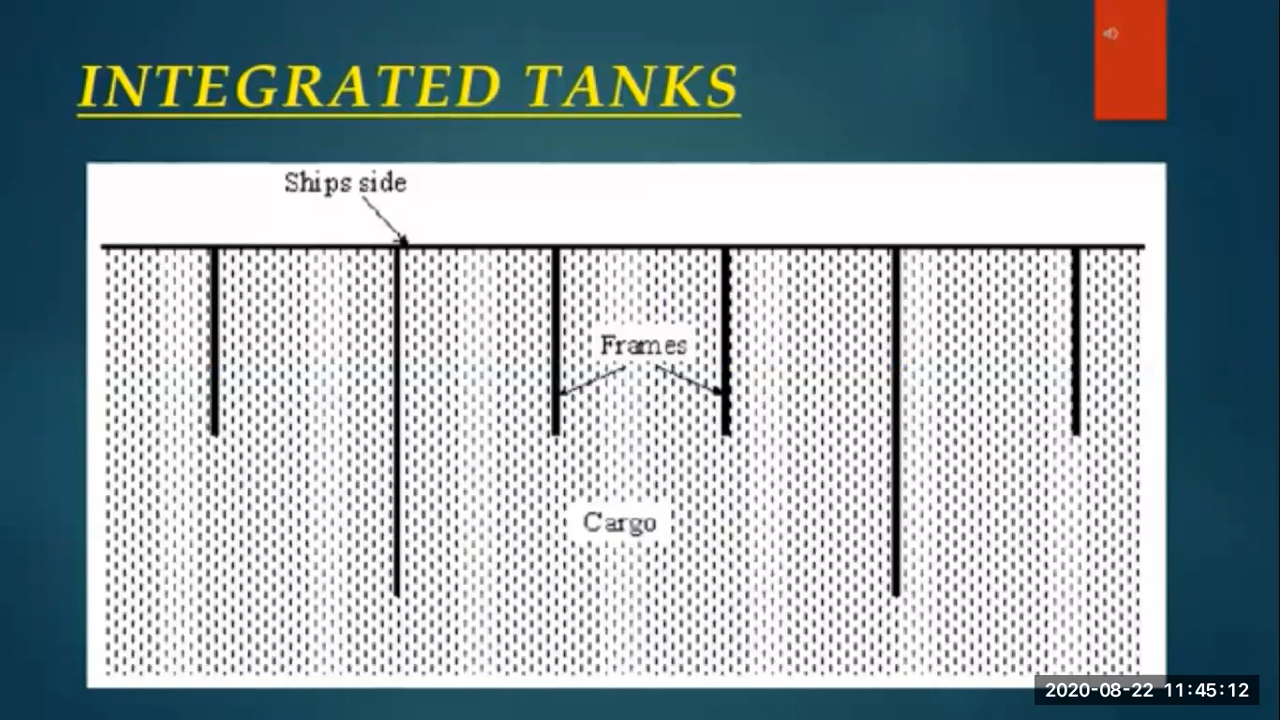 INTEGRATED TANKS
Ships side
Frames
Cargo
2020-08-22 11:45:12